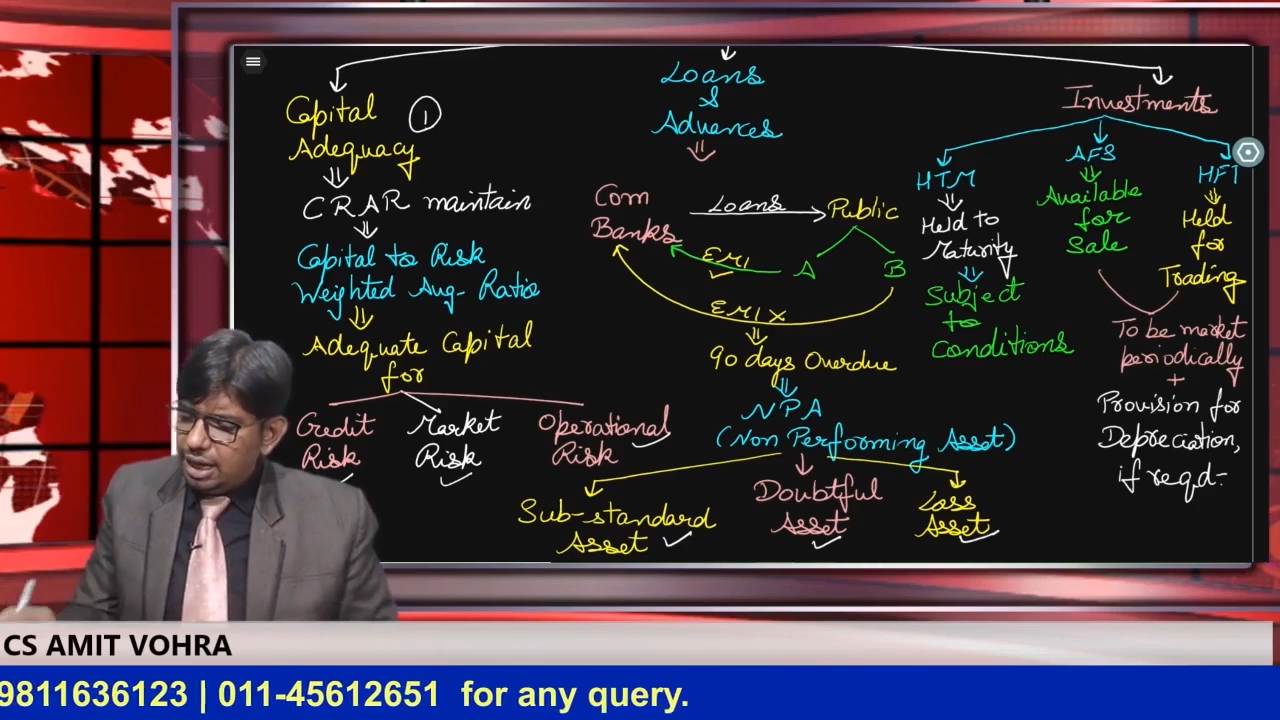 Capital
Adequacy
1
CRAR maintain
Capital to Risk
Weighted Avg- Ratio
Adequate Capital
for
Credit
Risk
Market
Risk
Operational
Risk
Loans
&
Advances
Com
Banks
Loans
Public
EMI
A
B
EMI X
90 days Overdue
NPA
(Non Performing Asset)
Sub-standard
Asset
Doubtful
Asset
Loss
Asset
Investments
HTM
Held to
Maturity
Subject
to
Conditions
AFS
Available
for
Sale
HFT
Held
for
Trading
To be market
periodically
+
Provision for
Depreciation,
if reqd-
CS AMIT VOHRA
9811636123 | 011-45612651 for any query.